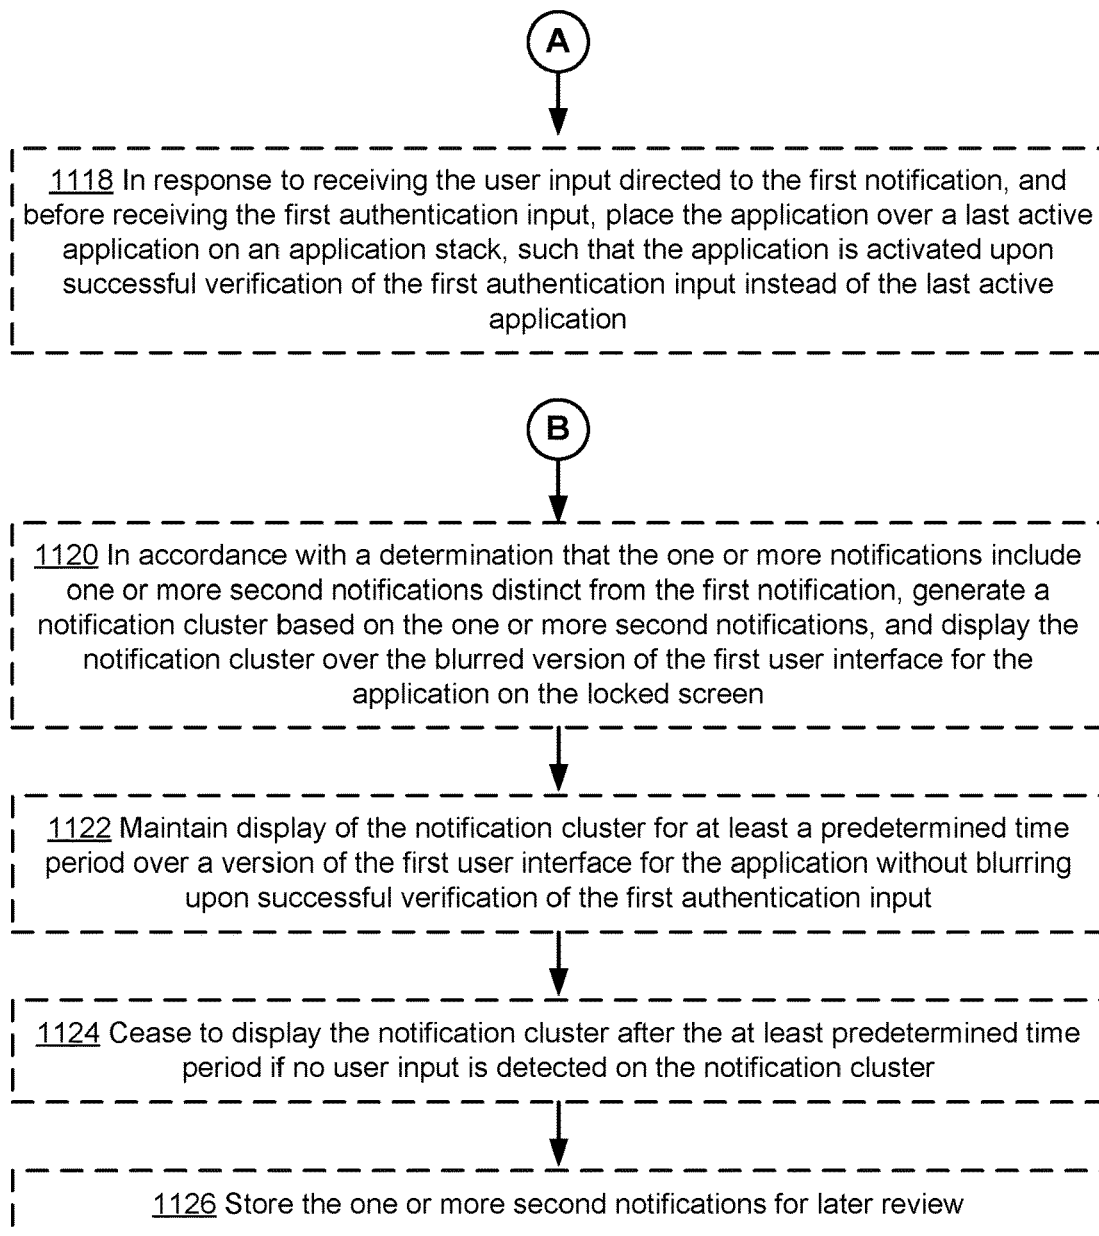 A
1118 In response to receiving the user input directed to the first notification, and
before receiving the first authentication input, place the application over a last active
application on an application stack, such that the application is activated upon
successful verification of the first authentication input instead of the last active
application
B
1120 In accordance with a determination that the one or more notifications include
one or more second notifications distinct from the first notification, generate a
notification cluster based on the one or more second notifications, and display the
notification cluster over the blurred version of the first user interface for the
application on the locked screen
1122 Maintain display of the notification cluster for at least a predetermined time
period over a version of the first user interface for the application without blurring
upon successful verification of the first authentication input
1124 Cease to display the notification cluster after the at least predetermined time
period if no user input is detected on the notification cluster
1126 Store the one or more second notifications for later review